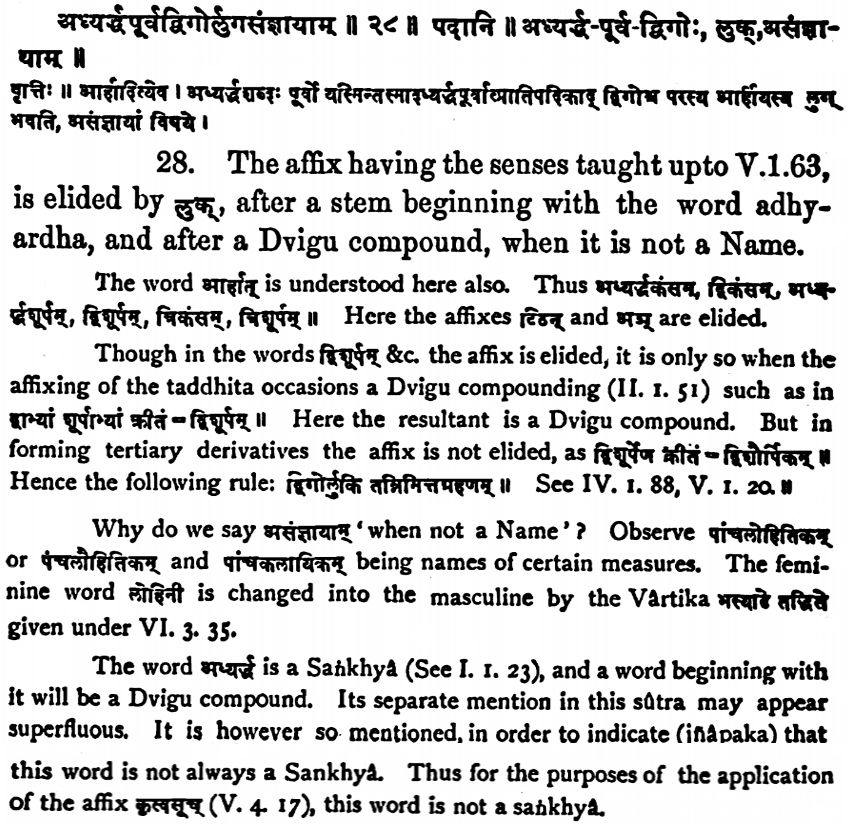 अध्यर्द्धपूर्वद्विगोर्लुगसंज्ञायाम् ॥ २८ ॥ पदानि ॥ अध्यर्द्ध-पूर्व-द्विगोः, लुक्,असंज्ञा-
याम् ॥
वृत्तिः ॥ आर्हादित्येव । अध्यर्द्धशब्दः पूर्वो यस्मिन्तस्मादध्यर्द्धपूर्वात्प्रातिपदिकाद् द्विगोश्च परस्य आर्हीयस्य लुग्
भवति, असंज्ञायां विषये ।
28. The affix having the senses taught upto V.1.63,
is elided by लुक्, after a stem beginning with the word adhy-
ardha, and after a Dvigu compound, when it is not a Name.
The word आर्हात् is understood here also. Thus अध्यर्द्धकंसम्, द्विकंसम्, अध्य-
र्द्धशूर्पम्, द्विशूर्पम्, त्रिकंसम्, त्रिशूर्पम् ॥ Here the affixes टिठन् and अञ् are elided.
Though in the words द्विशूर्पम् &c. the affix is elided, it is only so when the
affixing of the taddhita occasions a Dvigu compounding (II. 1. 51) such as in
द्वाभ्यां शूर्पाभ्यां क्रीतं = द्विशूर्पम् ॥ Here the resultant is a Dvigu compound. But in
forming tertiary derivatives the affix is not elided, as द्विशूर्पेण क्रीतं = द्विशौर्पिकम् ॥
Hence the following rule: द्विगोर्लुकि तन्निमित्तग्रहणम् ॥ See IV. 1. 88, V. 1. 20. ॥
Why do we say असंज्ञायाम् 'when not a Name'? Observe पांचलोहितिकम्
or पंचलौहितिकम् and पांचकलायिकम् being names of certain measures. The femi-
nine word लोहिनी is changed into the masculine by the Vârtika भस्याढे तद्धिते
given under VI. 3. 35.
The word अध्यर्द्ध is a Saṅkhyâ (See I. 1. 23), and a word beginning with
it will be a Dvigu compound. Its separate mention in this sûtra may appear
superfluous. It is however so mentioned, in order to indicate (jñâpaka) that
this word is not always a Sankhyâ. Thus for the purposes of the application
of the affix कृत्वसूच् (V. 4. 17), this word is not a saṅkhyâ.